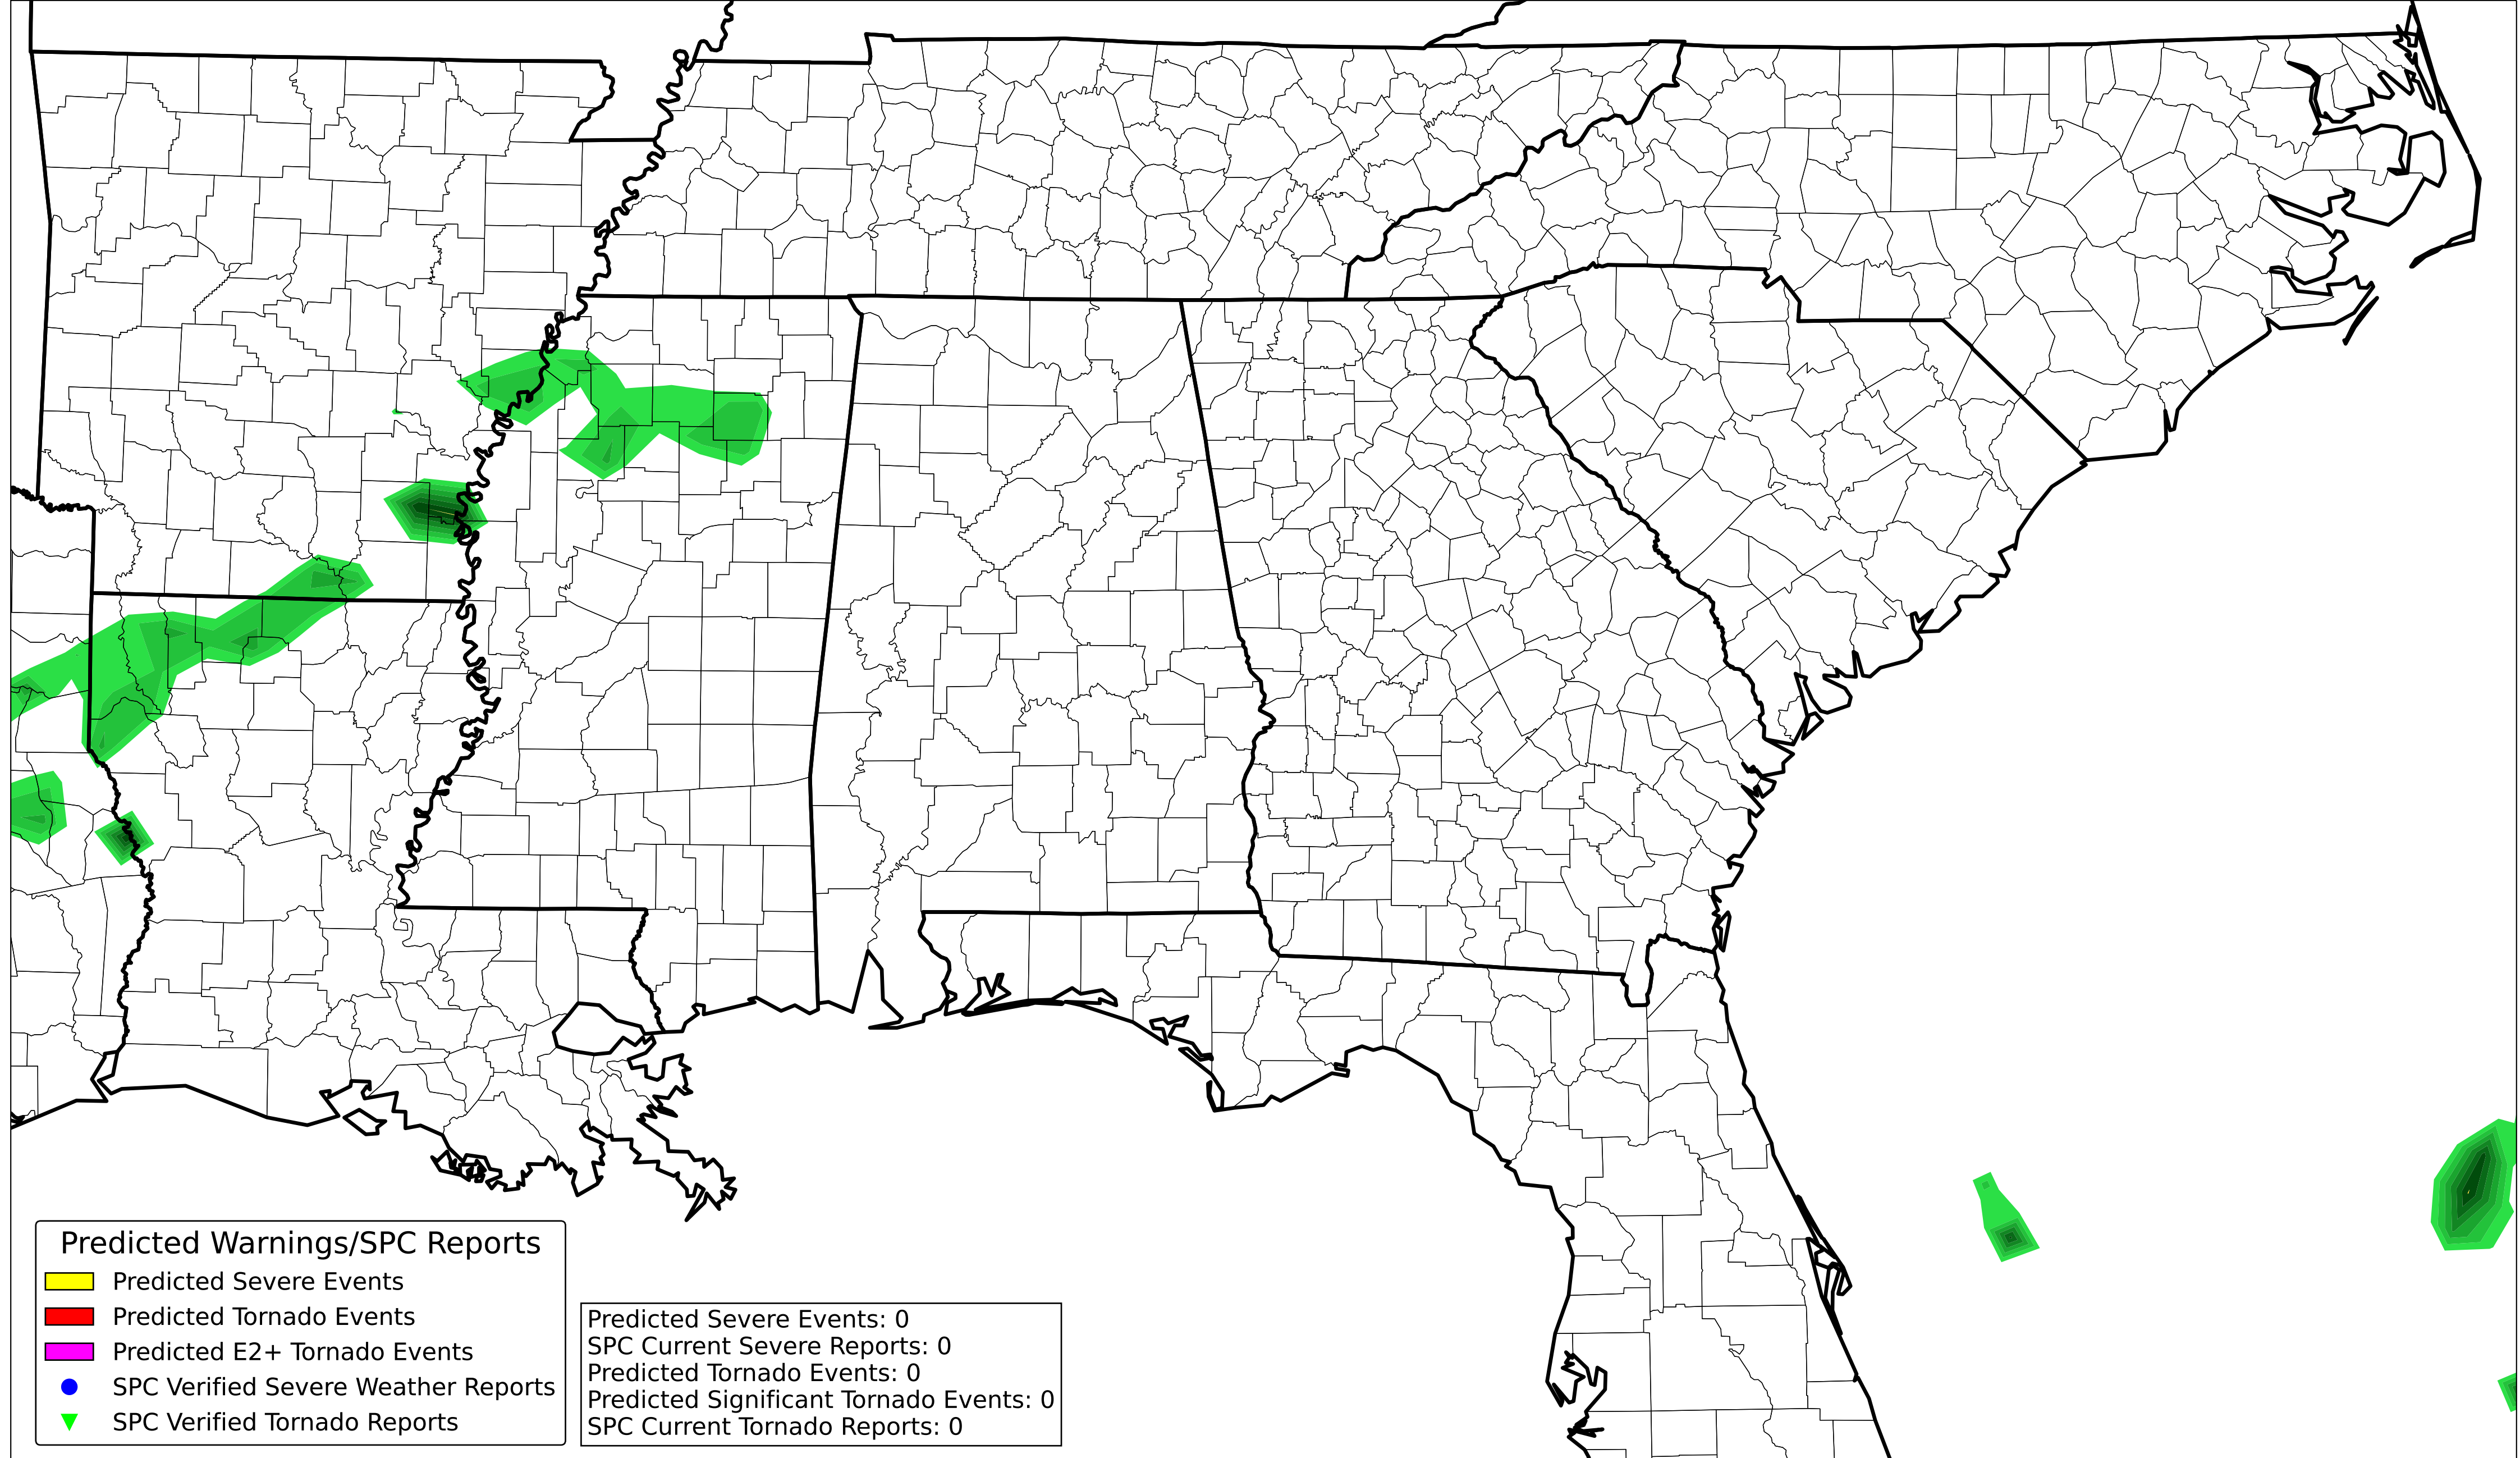 Predicted Warnings/SPC Reports
Predicted Severe Events
Predicted Tornado Events
Predicted E2+ Tornado Events
SPC Verified Severe Weather Reports
SPC Verified Tornado Reports
Predicted Severe Events: 0
SPC Current Severe Reports: 0
Predicted Tornado Events: 0
Predicted Significant Tornado Events: 0
SPC Current Tornado Reports: 0